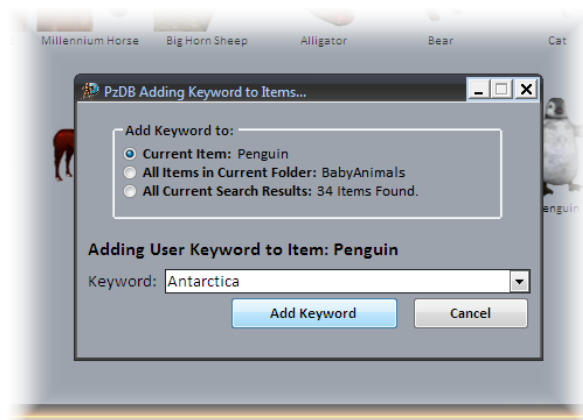 Millennium Horse Big Horn Sheep Alligator Bear Cat
PzDB Adding Keyword to Items...
Add Keyword to:
Current Item: Penguin
All Items in Current Folder: BabyAnimals
All Current Search Results: 34 Items Found.
enguin
Adding User Keyword to Item: Penguin
Keyword: Antarctica
Add Keyword Cancel